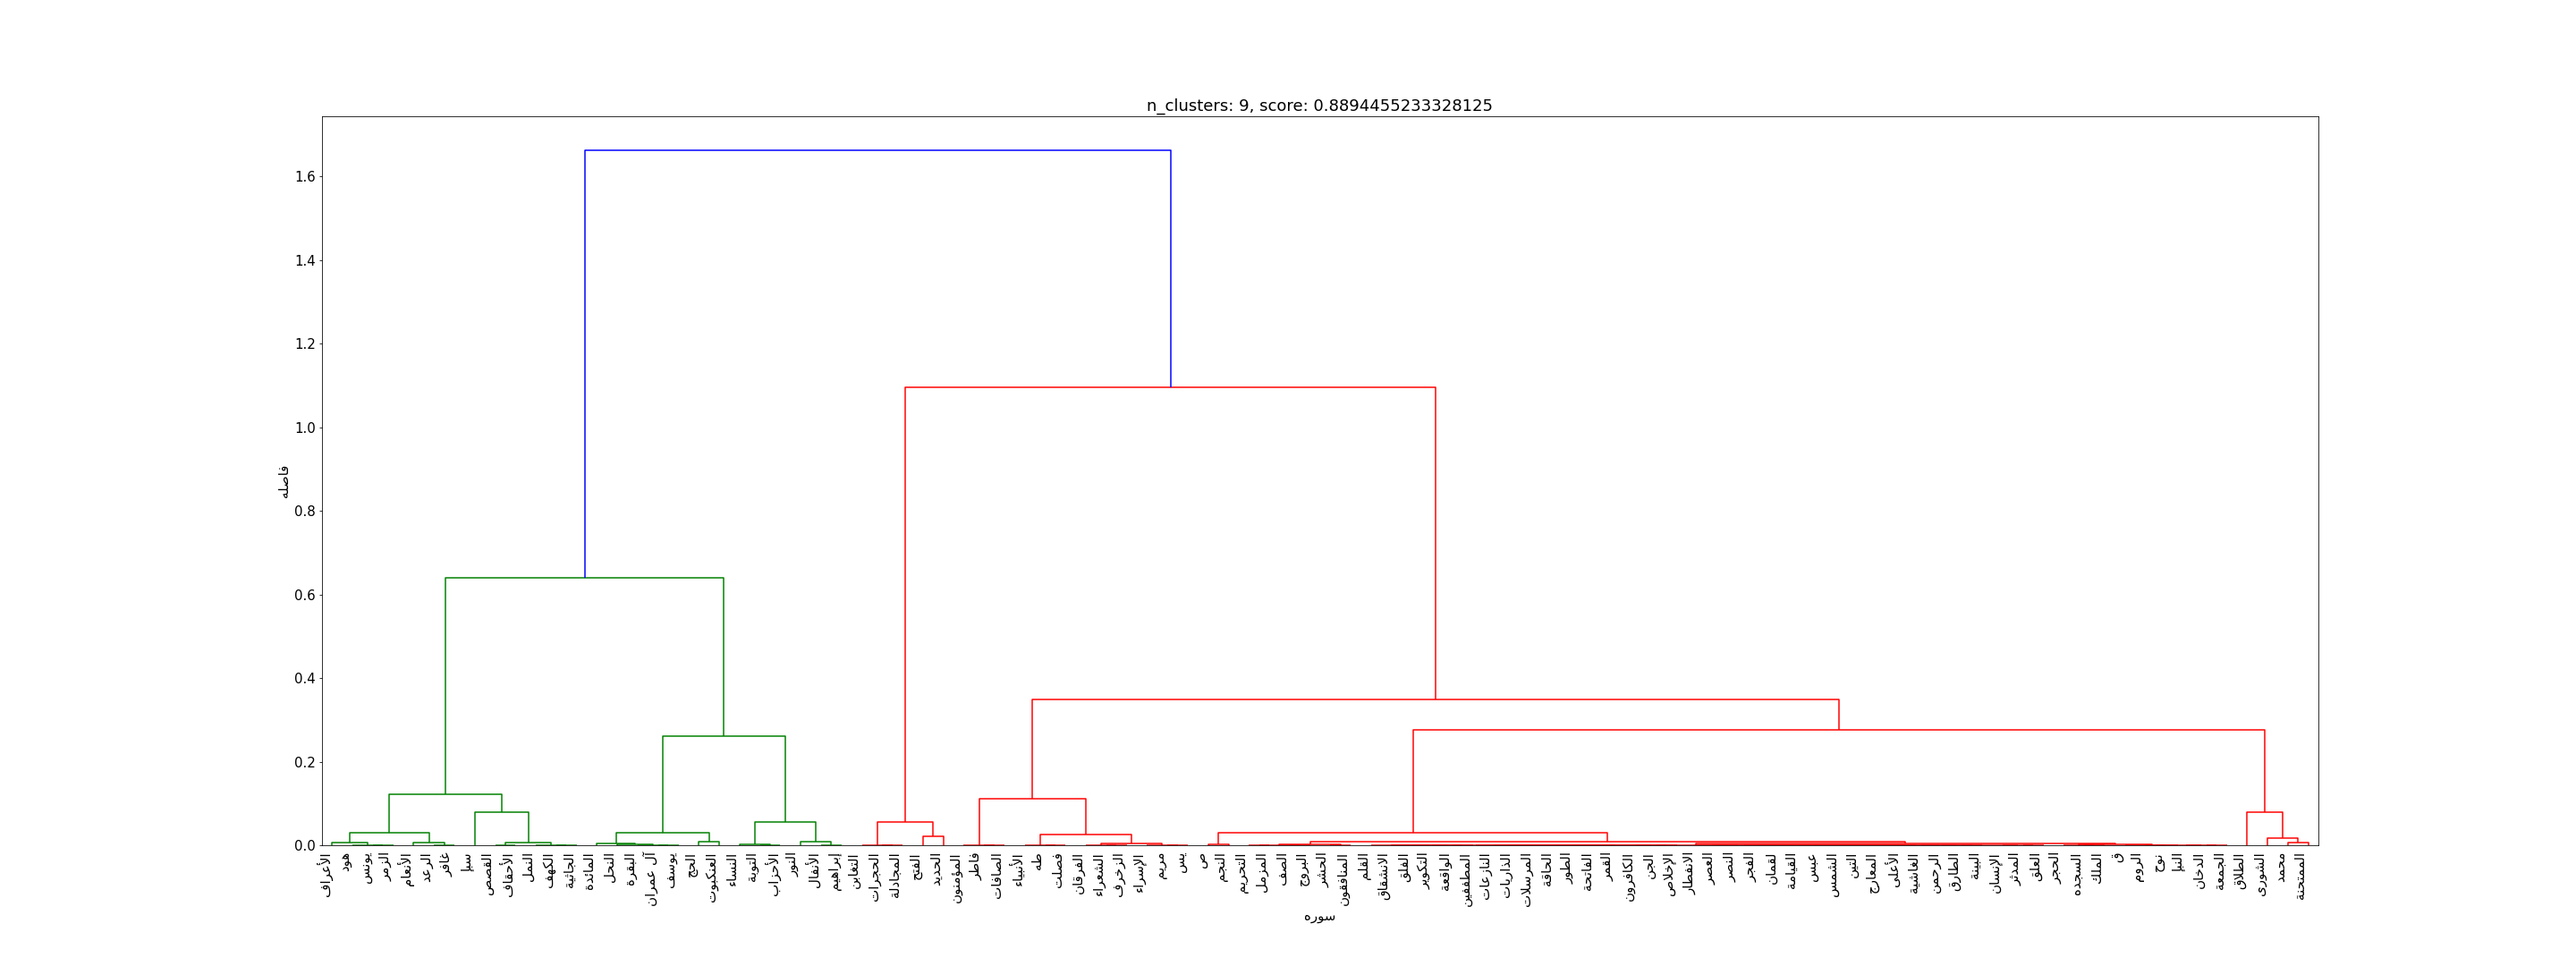 n_clusters: 9, score: 0.8894455233328125
1.6
1.4
1.2
1.0
0.8
0.6
0.4
0.2
0.0
فاصله
الأعراف
هود
يونس
الزمر
الأنعام
الرعد
غافر
سبإ
القصص
الأحقاف
النمل
الكهف
الجاثية
المائدة
النحل
البقرة
آل عمران
يوسف
الحج
العنكبوت
النساء
التوبة
الأحزاب
النور
الأنفال
إبراهيم
التغابن
الحجرات
المجادلة
الفتح
الحديد
المؤمنون
فاطر
الصافات
الأنبياء
طه
فصلت
الفرقان
الشعراء
الزخرف
الإسراء
مريم
يس
ص
النجم
التحريم
المزمل
الصف
البروج
الحشر
المنافقون
القلم
الانشقاق
الفلق
التكوير
الواقعة
المطففين
النازعات
الذاريات
المرسلات
الحاقة
الطور
الفاتحة
القمر
الكافرون
الجن
الإخلاص
الانفطار
العصر
النصر
الفجر
لقمان
القيامة
عبس
الشمس
التين
المعارج
الأعلى
الغاشية
الرحمن
الطارق
البينة
الإنسان
المدثر
العلق
الحجر
السجده
الملك
ق
الروم
نوح
النبإ
الدخان
الجمعة
الطلاق
الشورى
محمد
الممتحنة
سوره